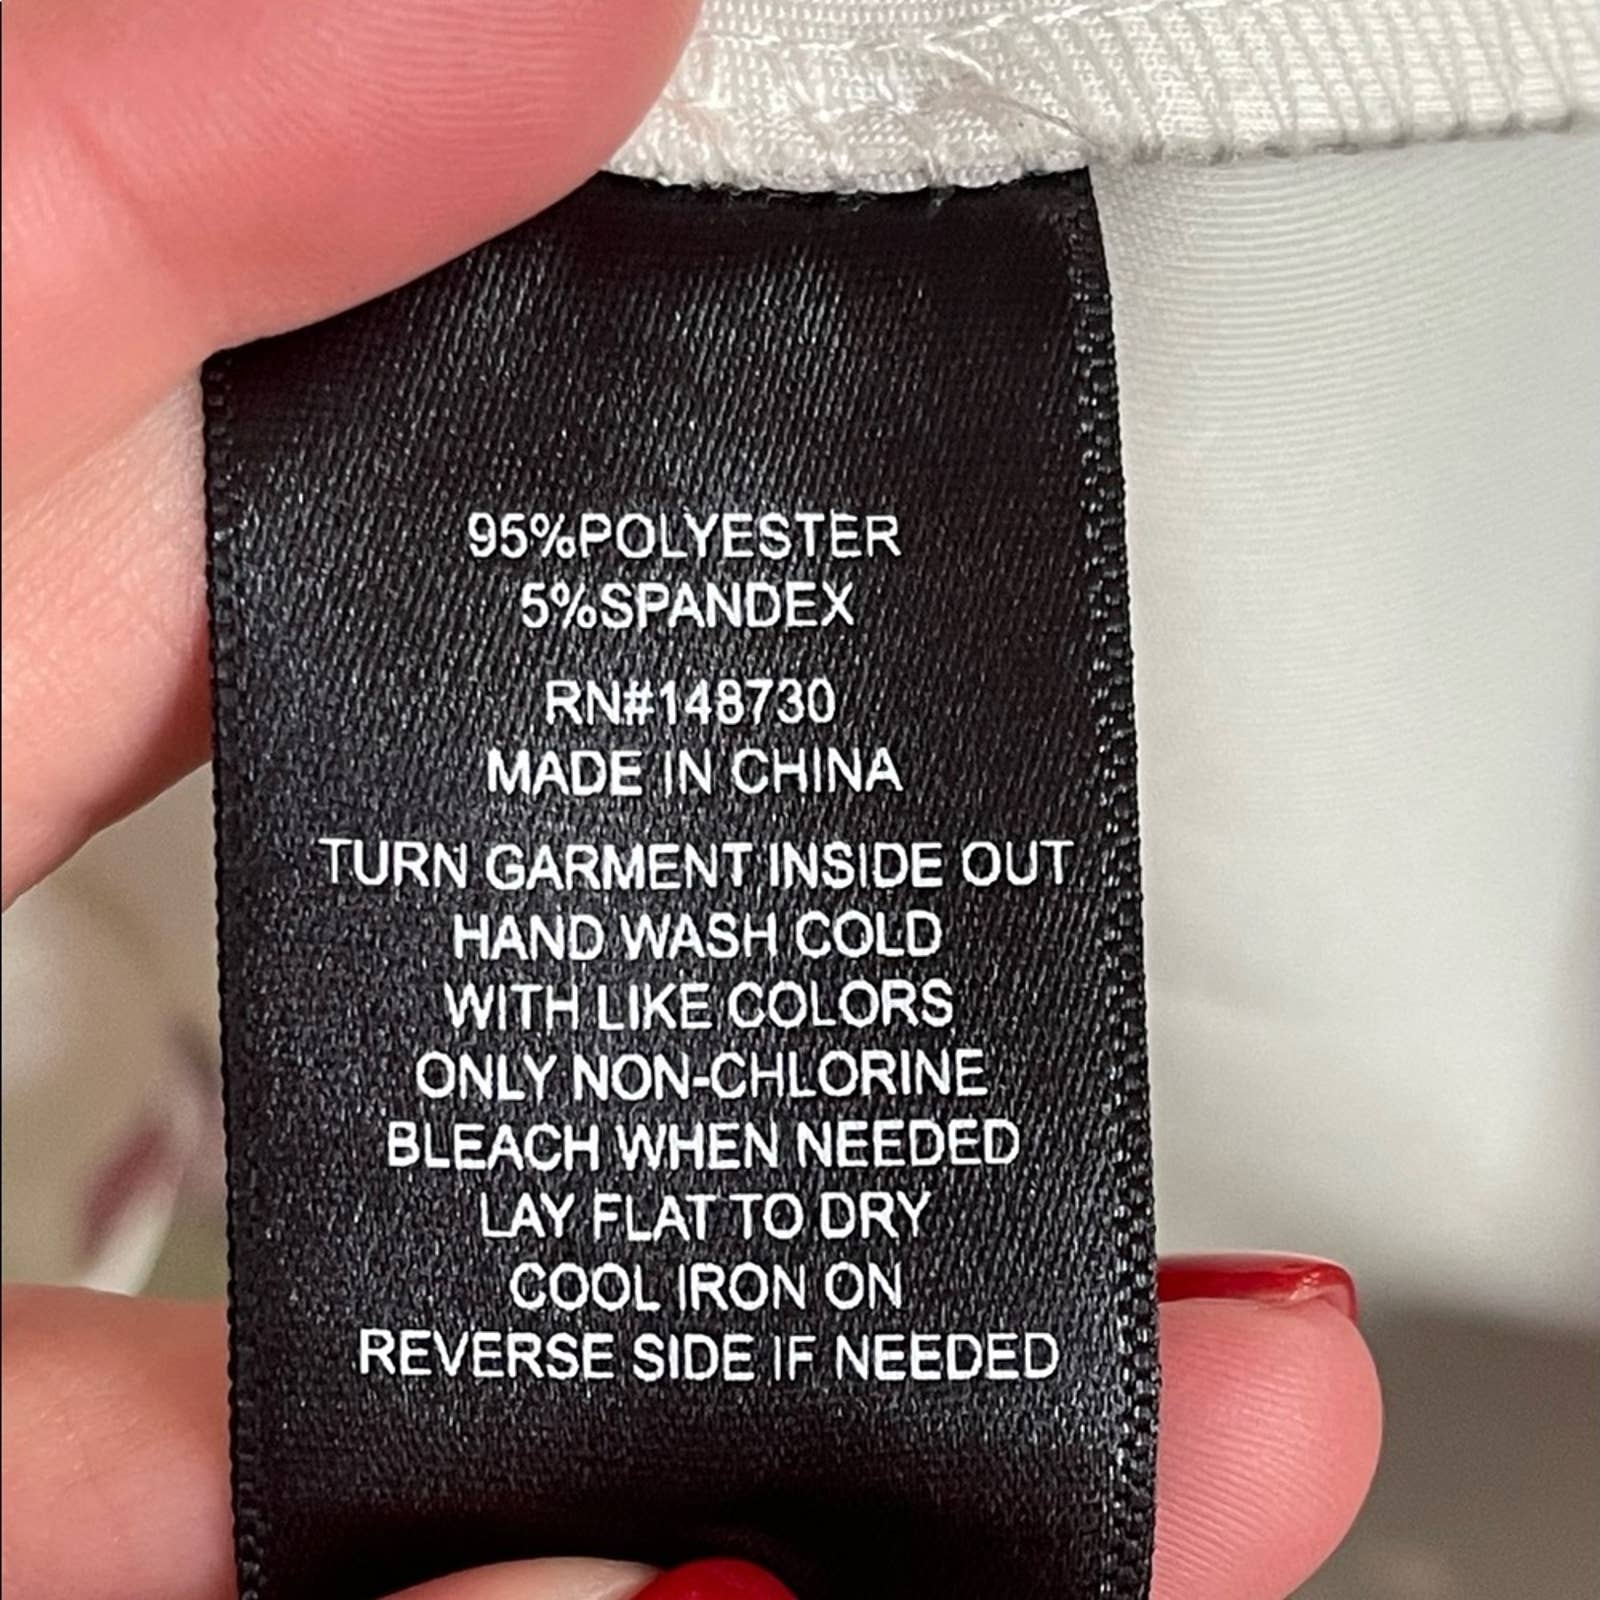 95%POLYESTER
5%SPANDEX
RN#148730
MADE IN CHINA
TURN GARMENT INSIDE OUT
HAND WASH COLD
WITH LIKE COLORS
ONLY NON-CHLORINE
BLEACH WHEN NEEDED
LAY FLAT TO DRY
COOL IRON ON
REVERSE SIDE IF NEEDED